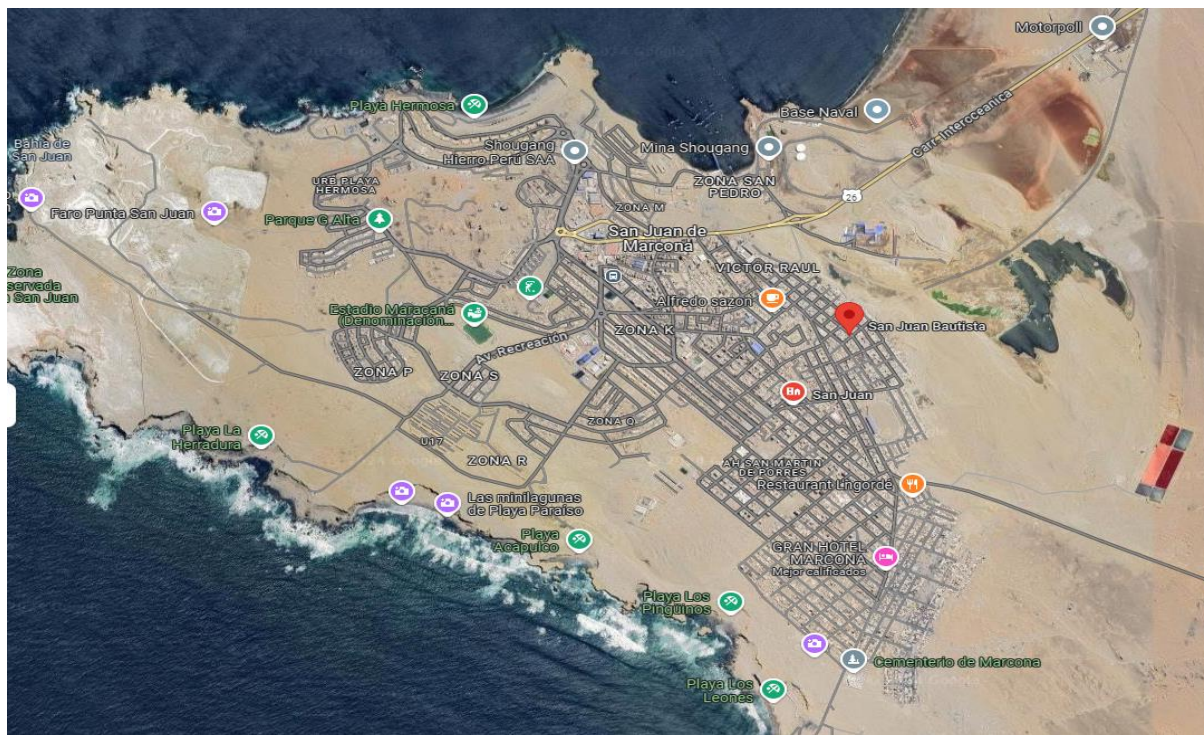 Motorpoll
Playa Hermosa
Base Naval
Carr. Interoceanica
Bahía de
San Juan
Shougang
Hierro Perú SAA
Mina Shougang
URB PLAYA
HERMOSA
ZONA SAN
PEDRO
26
Faro Punta San Juan
Parque G Alta
ZONA M
San Juan de
Marcona
Zona
San Juan
VICTOR RAUL
Estadio Maracaná
(Denominación...
Alfredo sazon
San Juan Bautista
ZONA K
Av. Recreación
ZONA P
ZONA S
San Juan
Playa La
Herradura
ZONA Q
U17
ZONA R
AH SAN MARTIN
DE PORRES
Restaurant Lngorde
Las minilagunas
de Playa Paraíso
Playa
Acapulco
GRAN HOTEL
MARCONA
Mejor calificados
Playa Los
Pingüinos
Cementerio de Marcona
Playa Los
Leones